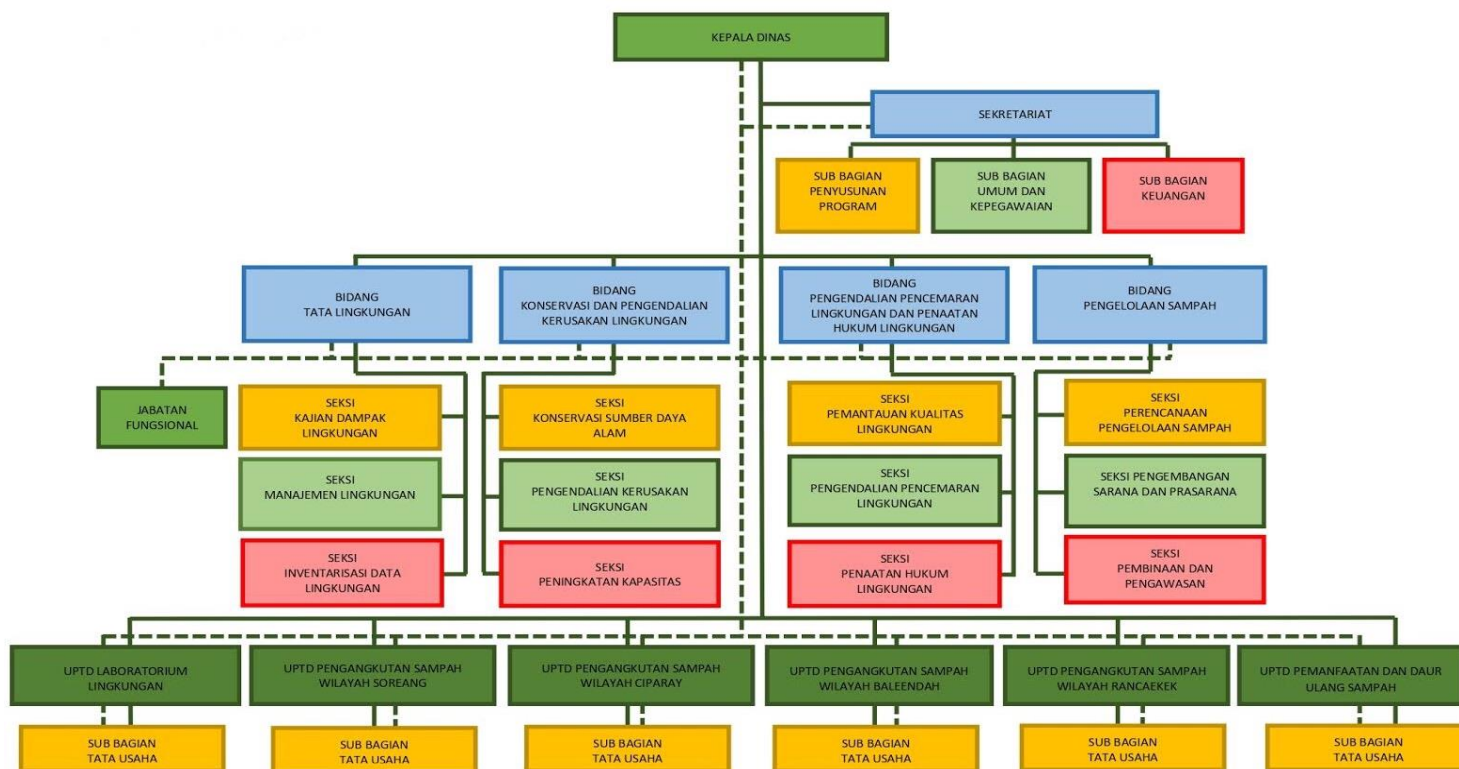 KEPALA DINAS
SEKRETARIAT
SUB BAGIAN
PENYUSUNAN
PROGRAM
SUB BAGIAN
UMUM DAN
KEPEGAWAIAN
SUB BAGIAN
KEUANGAN
BIDANG
TATA LINGKUNGAN
BIDANG
KONSERVASI DAN PENGENDALIAN
KERUSAKAN LINGKUNGAN
BIDANG
PENGENDALIAN PENCEMARAN
LINGKUNGAN DAN PENAATAN
HUKUM LINGKUNGAN
BIDANG
PENGELOLAAN SAMPAH
JABATAN
FUNGSIONAL
SEKSI
KAJIAN DAMPAK
LINGKUNGAN
SEKSI
KONSERVASI SUMBER DAYA
ALAM
SEKSI
PEMANTAUAN KUALITAS
LINGKUNGAN
SEKSI
PERENCANAAN
PENGELOLAAN SAMPAH
SEKSI
MANAJEMEN LINGKUNGAN
SEKSI
PENGENDALIAN KERUSAKAN
LINGKUNGAN
SEKSI
PENGENDALIAN PENCEMARAN
LINGKUNGAN
SEKSI PENGEMBANGAN
SARANA DAN PRASARANA
SEKSI
INVENTARISASI DATA
LINGKUNGAN
SEKSI
PENINGKATAN KAPASITAS
SEKSI
PENAATAN HUKUM
LINGKUNGAN
SEKSI
PEMBINAAN DAN
PENGAWASAN
UPTD LABORATORIUM
LINGKUNGAN
UPTD PENGANGKUTAN SAMPAH
WILAYAH SOREANG
UPTD PENGANGKUTAN SAMPAH
WILAYAH CIPARAY
UPTD PENGANGKUTAN SAMPAH
WILAYAH BALEENDAH
UPTD PENGANGKUTAN SAMPAH
WILAYAH RANCAEKEK
UPTD PEMANFAATAN DAN DAUR
ULANG SAMPAH
SUB BAGIAN
TATA USAHA
SUB BAGIAN
TATA USAHA
SUB BAGIAN
TATA USAHA
SUB BAGIAN
TATA USAHA
SUB BAGIAN
TATA USAHA
SUB BAGIAN
TATA USAHA